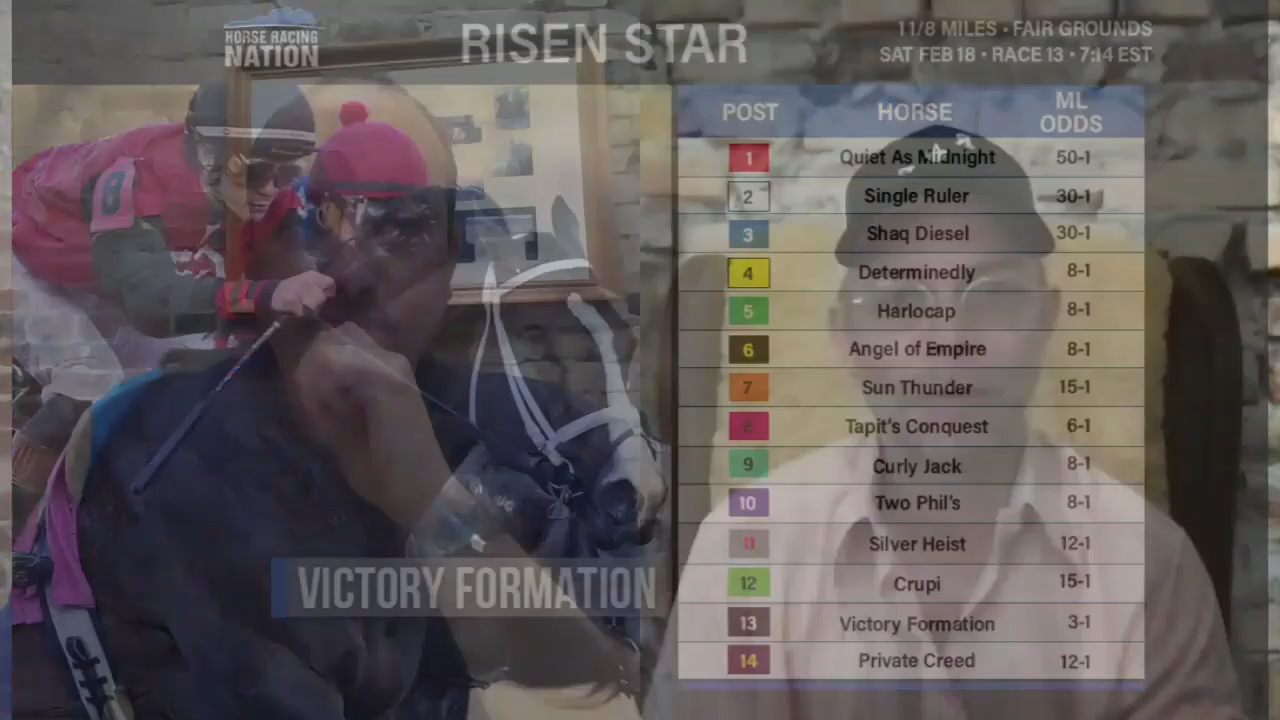 HORSE RACING
NATION
RISEN STAR
11/8 MILES · FAIR GROUNDS
SAT FEB 18 · RACE 13 · 7:14 EST
POST HORSE ML ODDS
1 Quiet As Midnight 50-1
2 Single Ruler 30-1
3 Shaq Diesel 30-1
4 Determinedly 8-1
5 Harlocap 8-1
6 Angel of Empire 8-1
7 Sun Thunder 15-1
8 Tapit's Conquest 6-1
9 Curly Jack 8-1
10 Two Phil's 8-1
11 Silver Heist 12-1
12 Crupi 15-1
13 Victory Formation 3-1
14 Private Creed 12-1
8
VICTORY FORMATION